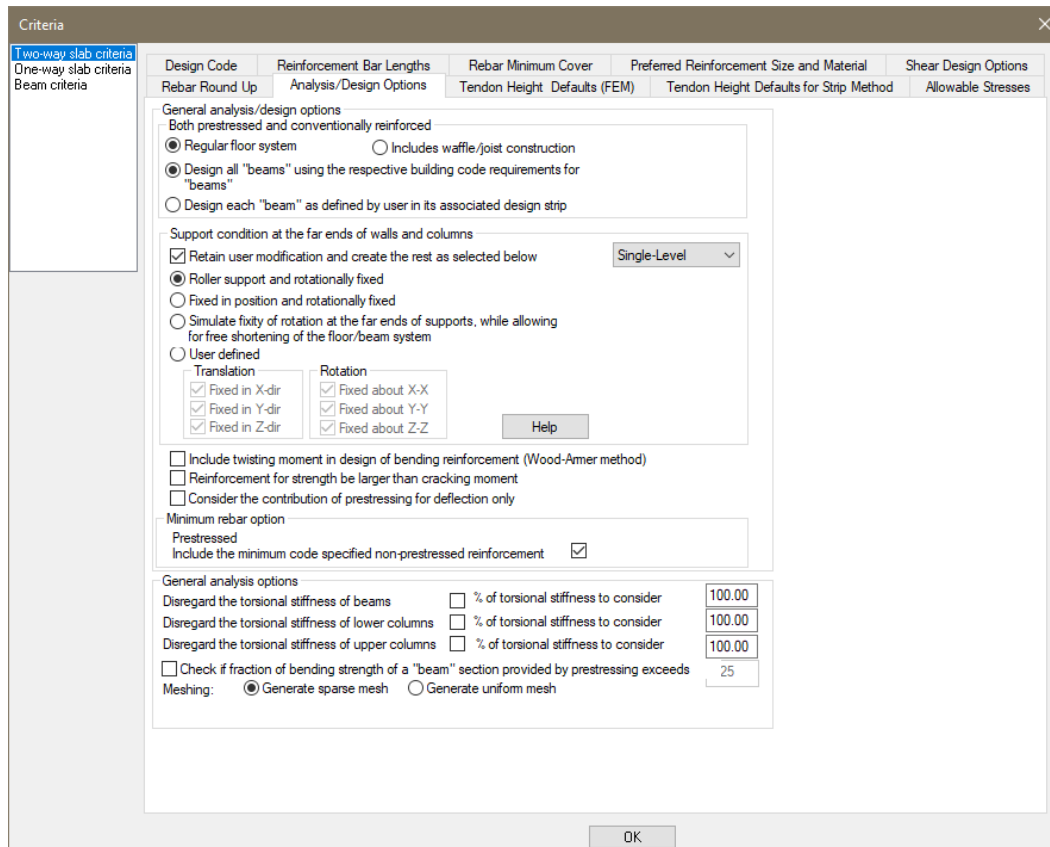 Criteria
Two-way slab criteria
One-way slab criteria
Beam criteria
Design Code Reinforcement Bar Lengths Rebar Minimum Cover Preferred Reinforcement Size and Material Shear Design Options
Rebar Round Up Analysis/Design Options Tendon Height Defaults (FEM) Tendon Height Defaults for Strip Method Allowable Stresses
General analysis/design options
Both prestressed and conventionally reinforced
Regular floor system Includes waffle/joist construction
Design all "beams" using the respective building code requirements for
"beams"
Design each "beam" as defined by user in its associated design strip
Support condition at the far ends of walls and columns
Retain user modification and create the rest as selected below Single-Level
Roller support and rotationally fixed
Fixed in position and rotationally fixed
Simulate fixity of rotation at the far ends of supports, while allowing
for free shortening of the floor/beam system
User defined
Translation Rotation
Fixed in X-dir Fixed about X-X
Fixed in Y-dir Fixed about Y-Y
Fixed in Z-dir Fixed about Z-Z
Help
Include twisting moment in design of bending reinforcement (Wood-Armer method)
Reinforcement for strength be larger than cracking moment
Consider the contribution of prestressing for deflection only
Minimum rebar option
Prestressed
Include the minimum code specified non-prestressed reinforcement
General analysis options
Disregard the torsional stiffness of beams % of torsional stiffness to consider 100.00
Disregard the torsional stiffness of lower columns % of torsional stiffness to consider 100.00
Disregard the torsional stiffness of upper columns % of torsional stiffness to consider 100.00
Check if fraction of bending strength of a "beam" section provided by prestressing exceeds 25
Meshing: Generate sparse mesh Generate uniform mesh
OK